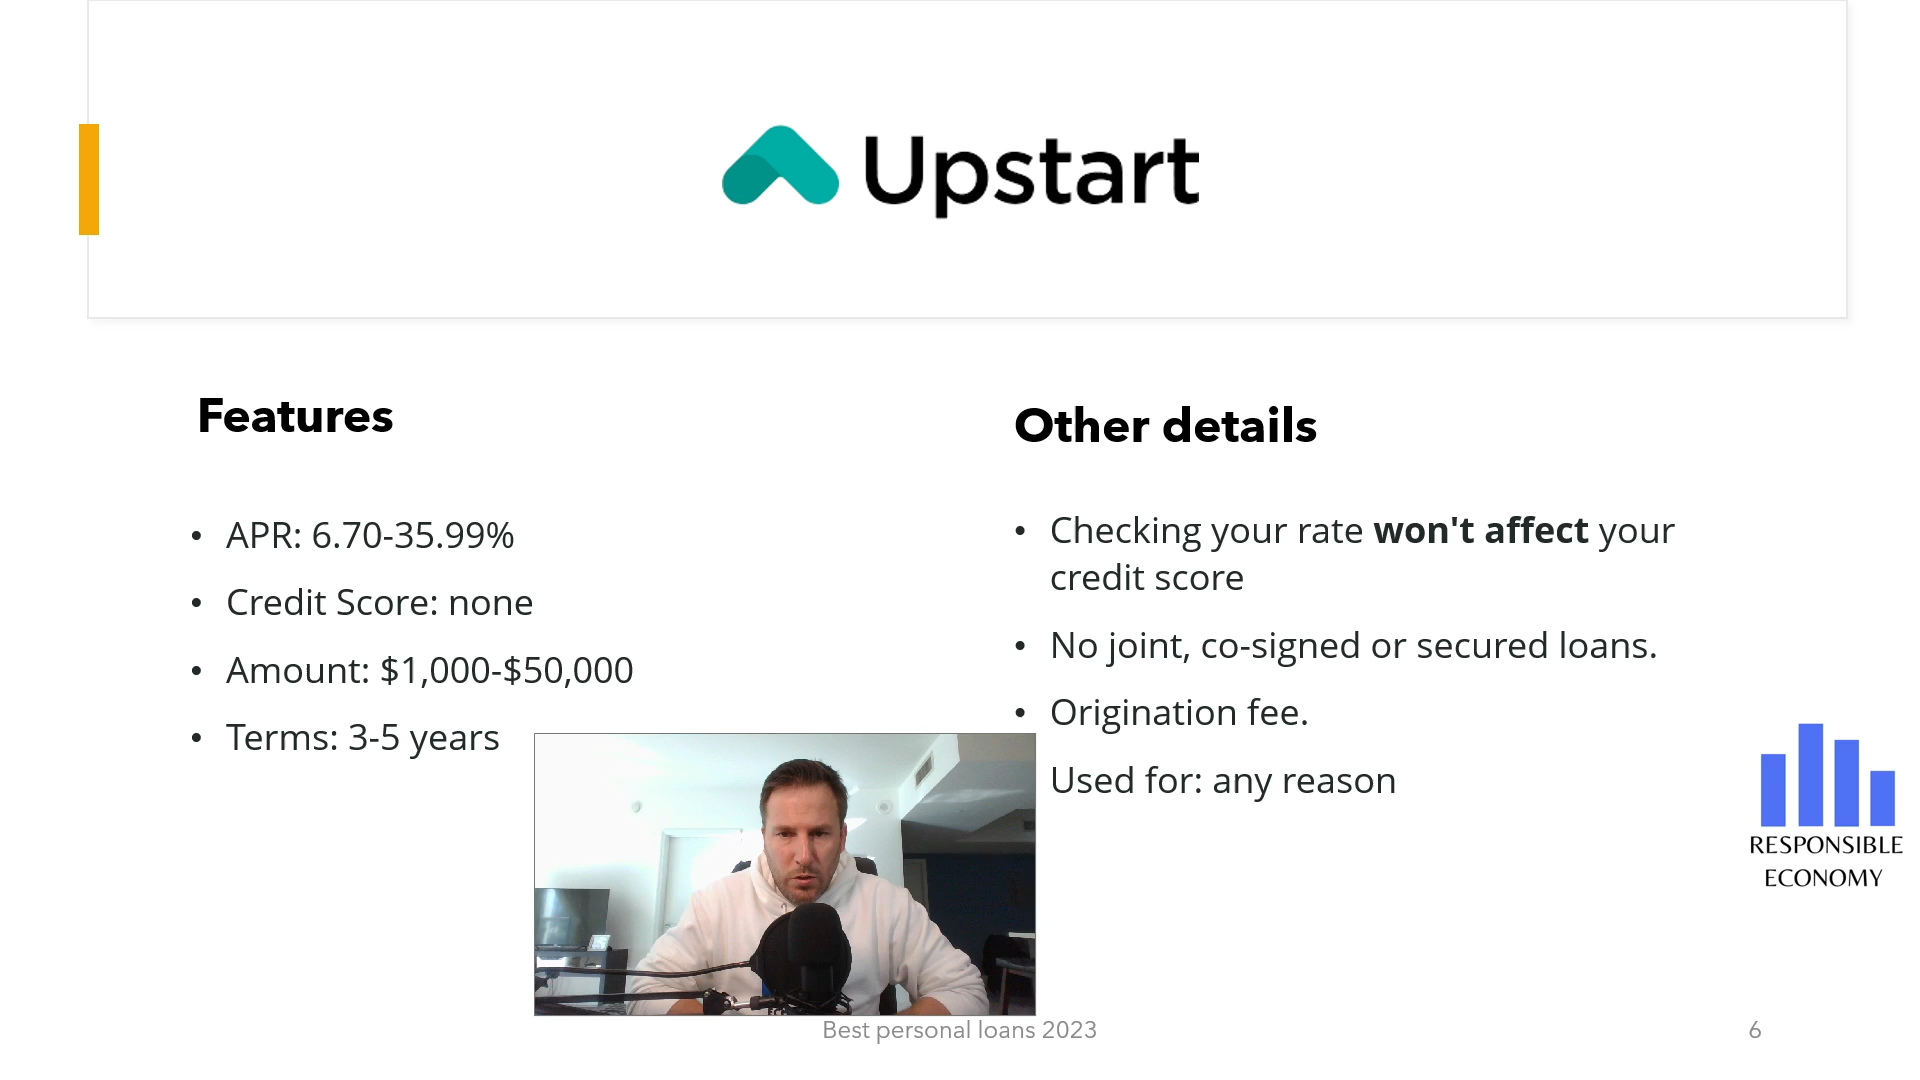 Upstart
Features
• APR: 6.70-35.99%
• Credit Score: none
• Amount: $1,000-$50,000
• Terms: 3-5 years
Other details
• Checking your rate won't affect your
credit score
• No joint, co-signed or secured loans.
• Origination fee.
Used for: any reason
RESPONSIBLE
ECONOMY
Best personal loans 2023
6